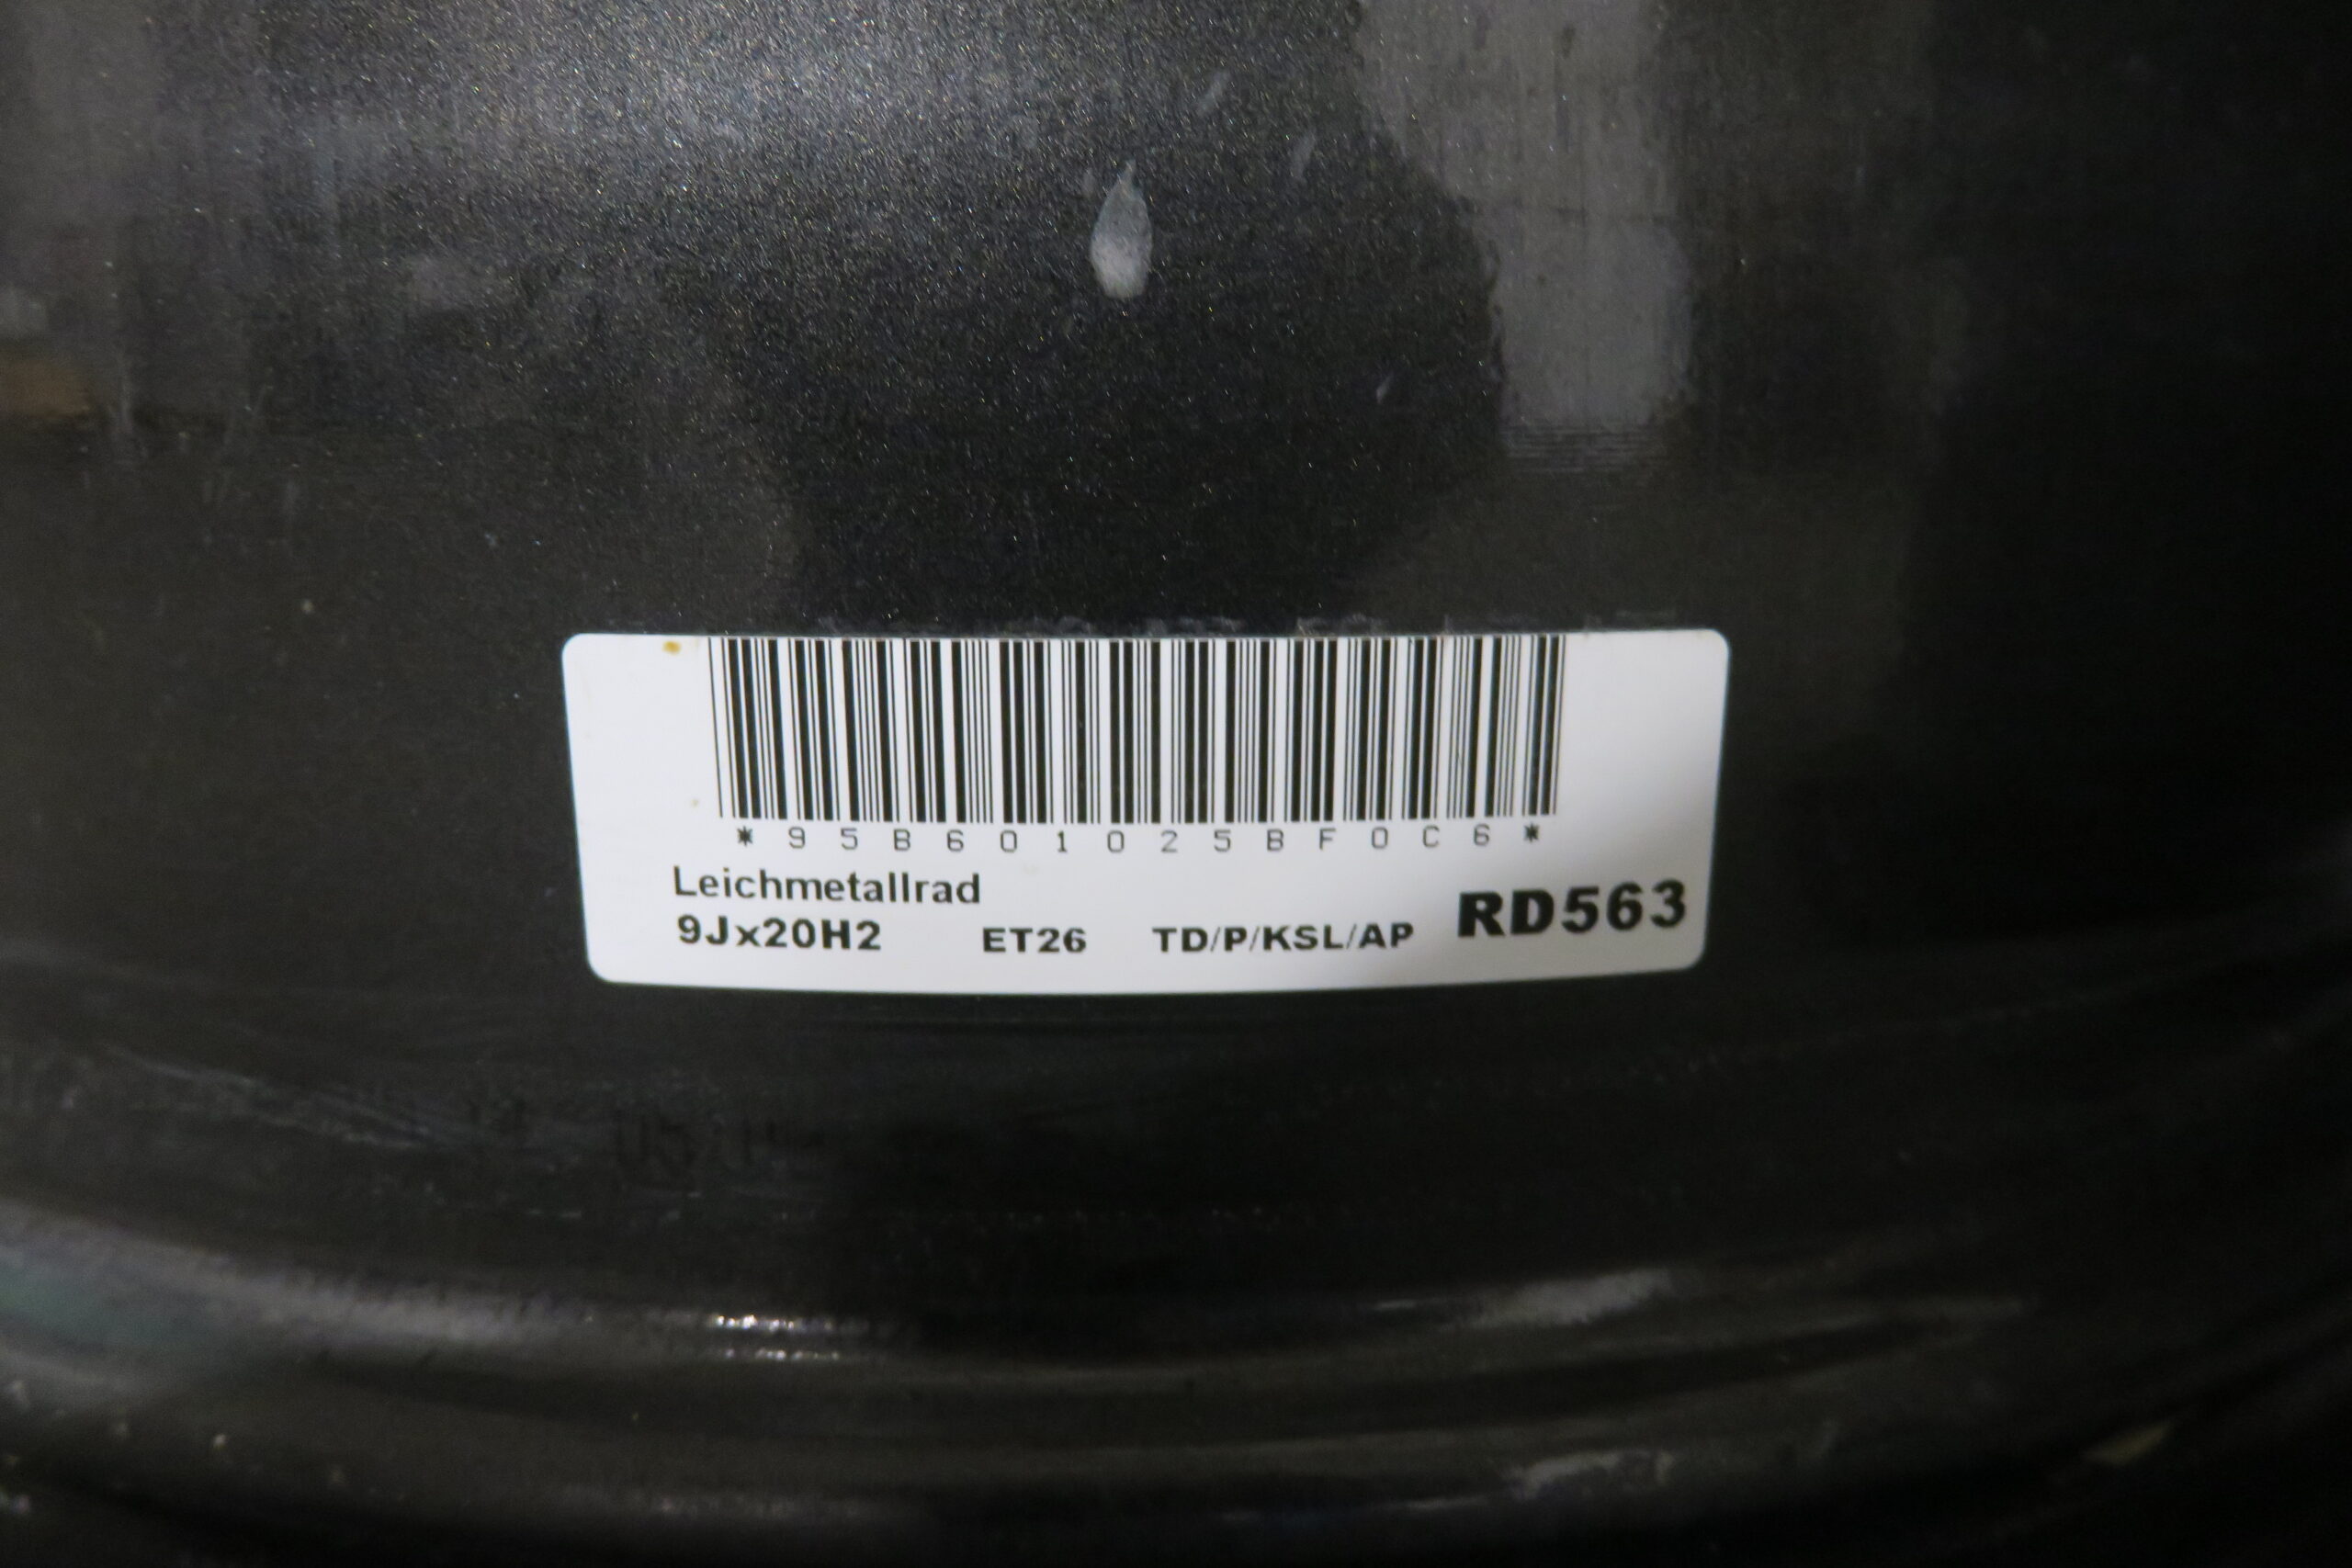 *95B601025BF0C6*
Leichmetallrad
9Jx20H2 ET26 TD/P/KSL/AP RD563